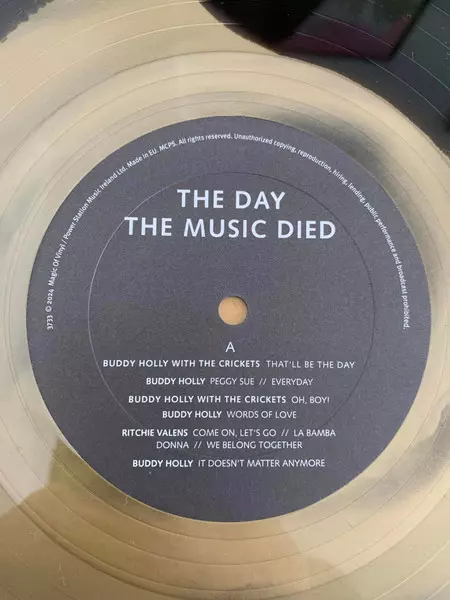 3733 © 2024 Magic Of Vinyl / Power Station Music Ireland Ltd. Made in EU. MCPS. All rights reserved. Unauthorized copying, reproduction, hiring, lending, public performance and broadcast prohibited.
THE DAY
THE MUSIC DIED
A
BUDDY HOLLY WITH THE CRICKETS THAT'LL BE THE DAY
BUDDY HOLLY PEGGY SUE // EVERYDAY
BUDDY HOLLY WITH THE CRICKETS OH, BOY!
BUDDY HOLLY WORDS OF LOVE
RITCHIE VALENS COME ON, LET'S GO // LA BAMBA
DONNA // WE BELONG TOGETHER
BUDDY HOLLY IT DOESN'T MATTER ANYMORE